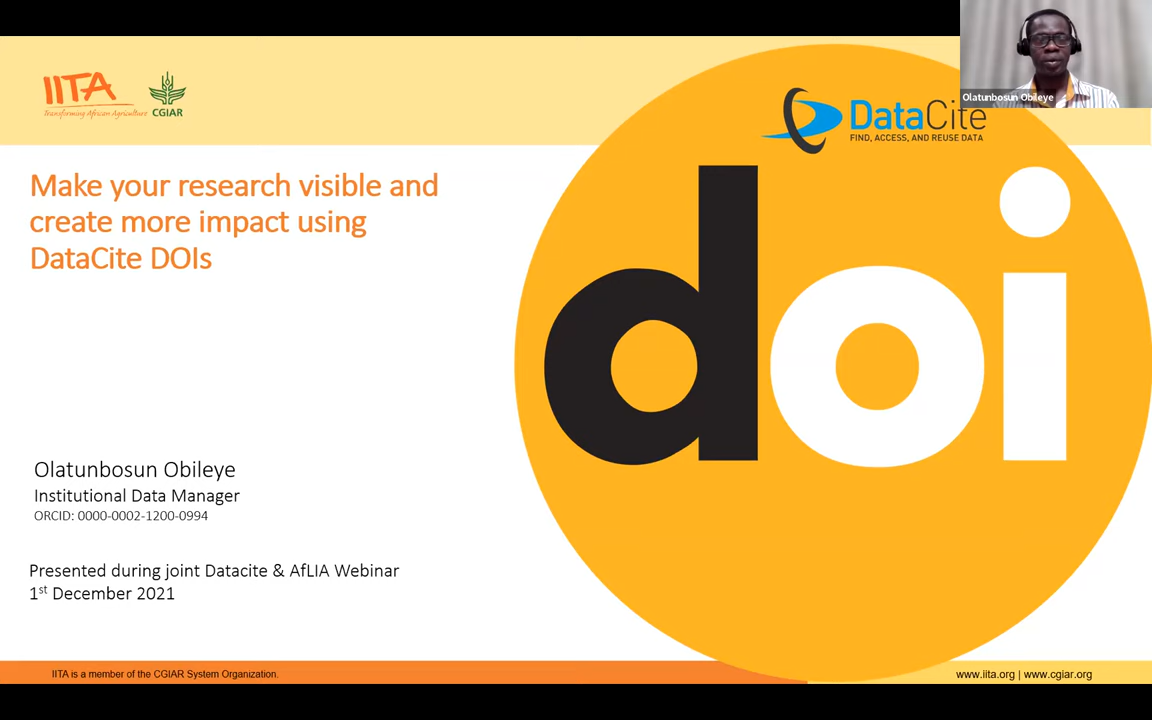 IITA
Transforming African Agriculture
CGIAR
DataCite
FIND, ACCESS, AND REUSE DATA
Olatunbosun Obileye
Make your research visible and
create more impact using
DataCite DOIs
doi
Olatunbosun Obileye
Institutional Data Manager
ORCID: 0000-0002-1200-0994
Presented during joint Datacite & AfLIA Webinar
1st December 2021
IITA is a member of the CGIAR System Organization.
www.iita.org | www.cgiar.org